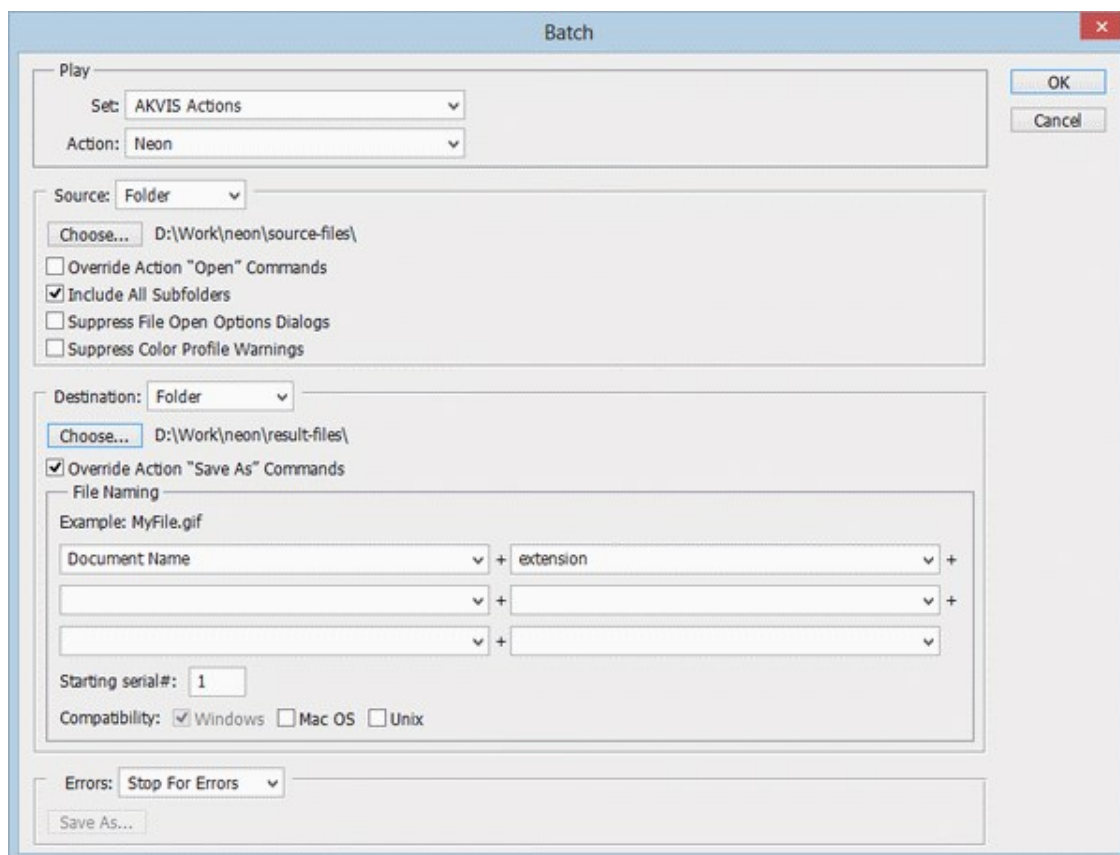 Batch
Play
Set: AKVIS Actions
OK
Action: Neon
Cancel
Source: Folder
Choose... D:\Work\neon\source-files\
Override Action "Open" Commands
Include All Subfolders
Suppress File Open Options Dialogs
Suppress Color Profile Warnings
Destination: Folder
Choose... D:\Work\neon\result-files\
Override Action "Save As" Commands
File Naming
Example: MyFile.gif
Document Name + extension +
+ +
+
Starting serial#: 1
Compatibility: Windows Mac OS Unix
Errors: Stop For Errors
Save As...